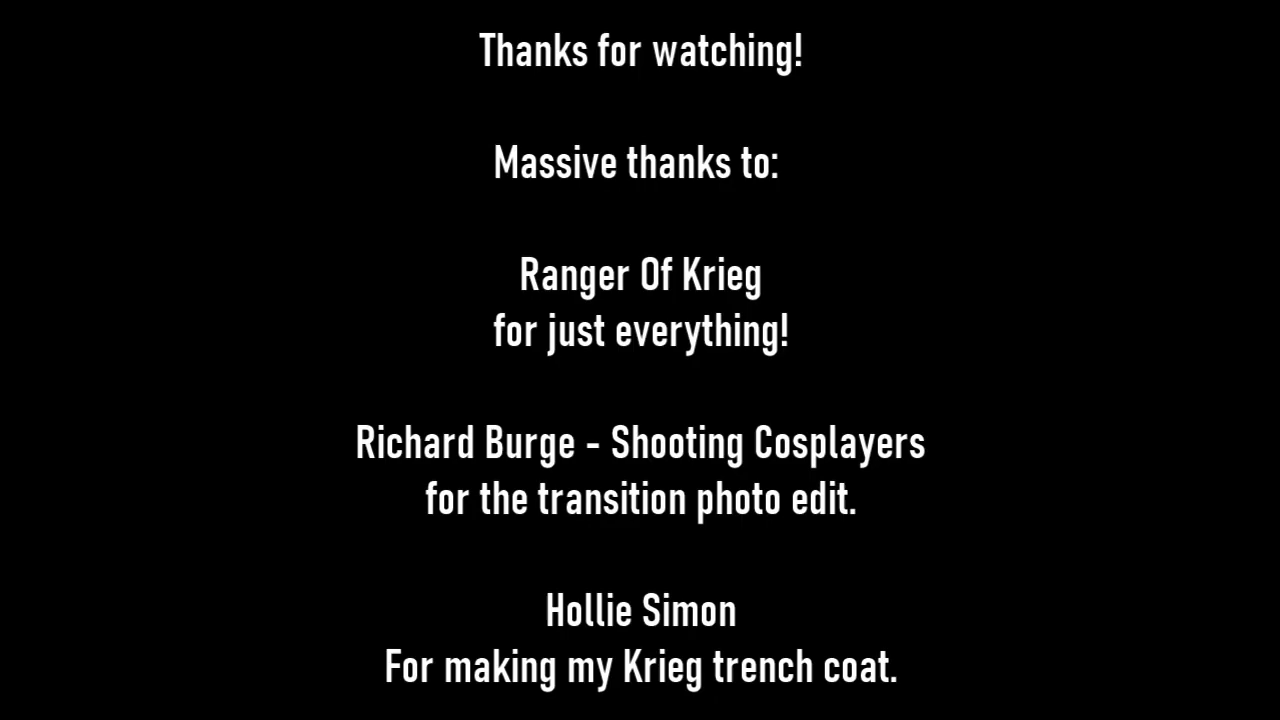 Thanks for watching!
Massive thanks to:
Ranger Of Krieg
for just everything!
Richard Burge - Shooting Cosplayers
for the transition photo edit.
Hollie Simon
For making my Krieg trench coat.